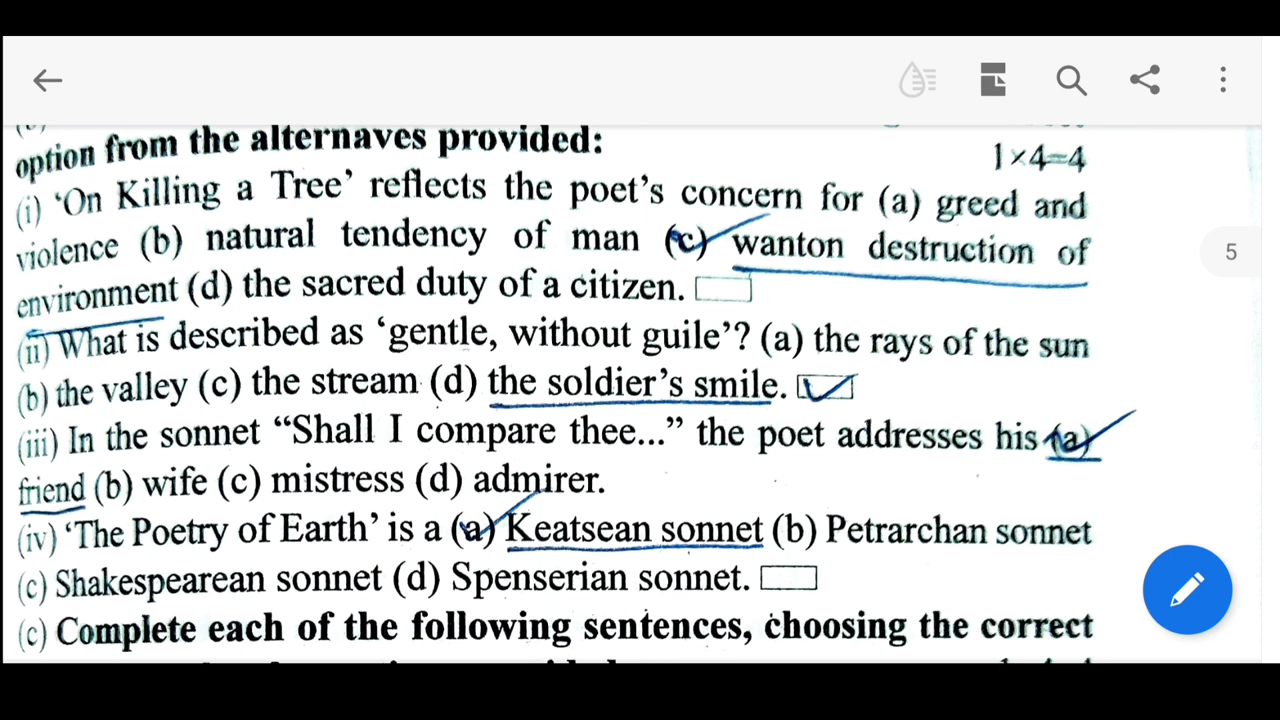 option from the alternaves provided:
1×4=4
(i) ‘On Killing a Tree’ reflects the poet’s concern for (a) greed and
violence (b) natural tendency of man (c) wanton destruction of
environment (d) the sacred duty of a citizen.
5
(ii) What is described as ‘gentle, without guile’? (a) the rays of the sun
(b) the valley (c) the stream (d) the soldier’s smile.
(iii) In the sonnet “Shall I compare thee...” the poet addresses his (a)
friend (b) wife (c) mistress (d) admirer.
(iv) ‘The Poetry of Earth’ is a (a) Keatsean sonnet (b) Petrarchan sonnet
(c) Shakespearean sonnet (d) Spenserian sonnet.
(c) Complete each of the following sentences, choosing the correct